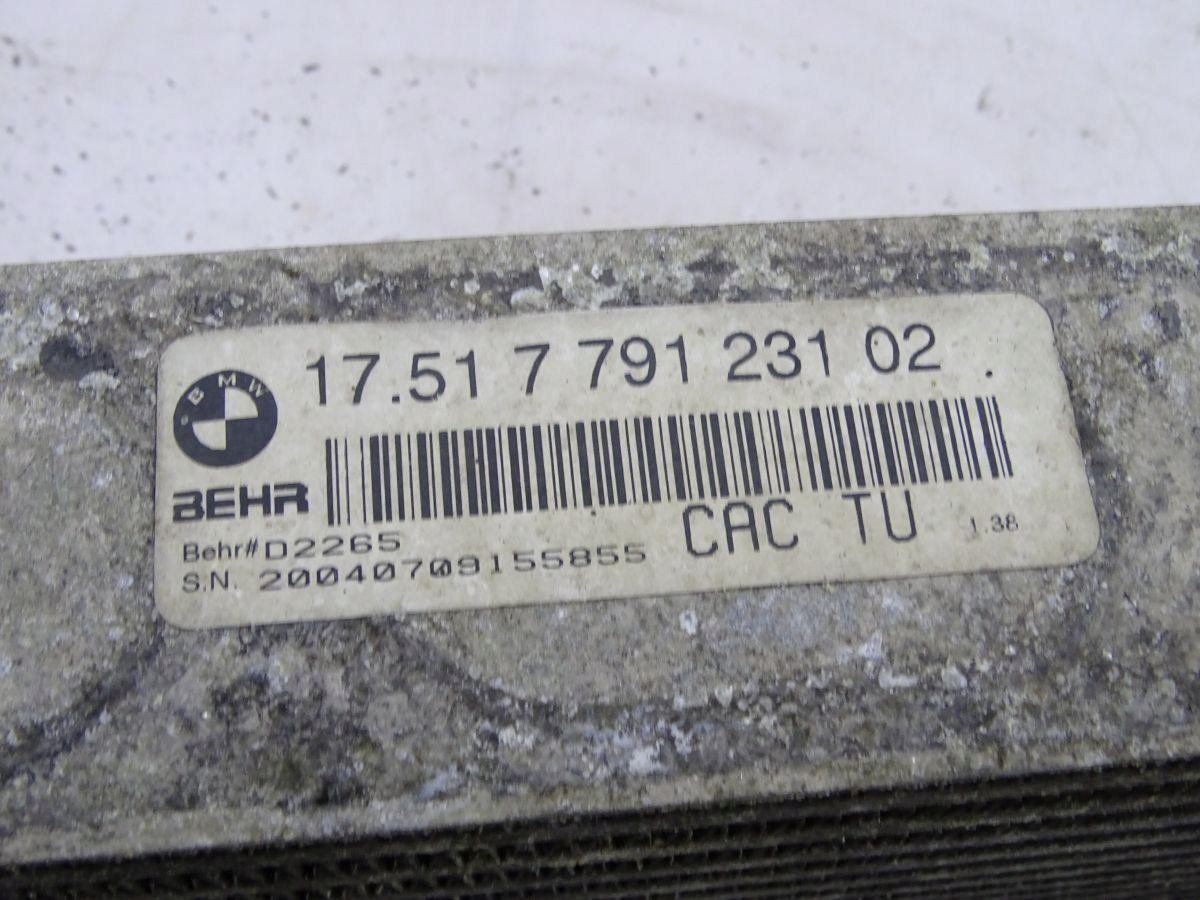 17.51 7 791 231 02 .
BMW
BEHR
CAC TU 1.38
Behr# D2265
S.N. 20040709155855